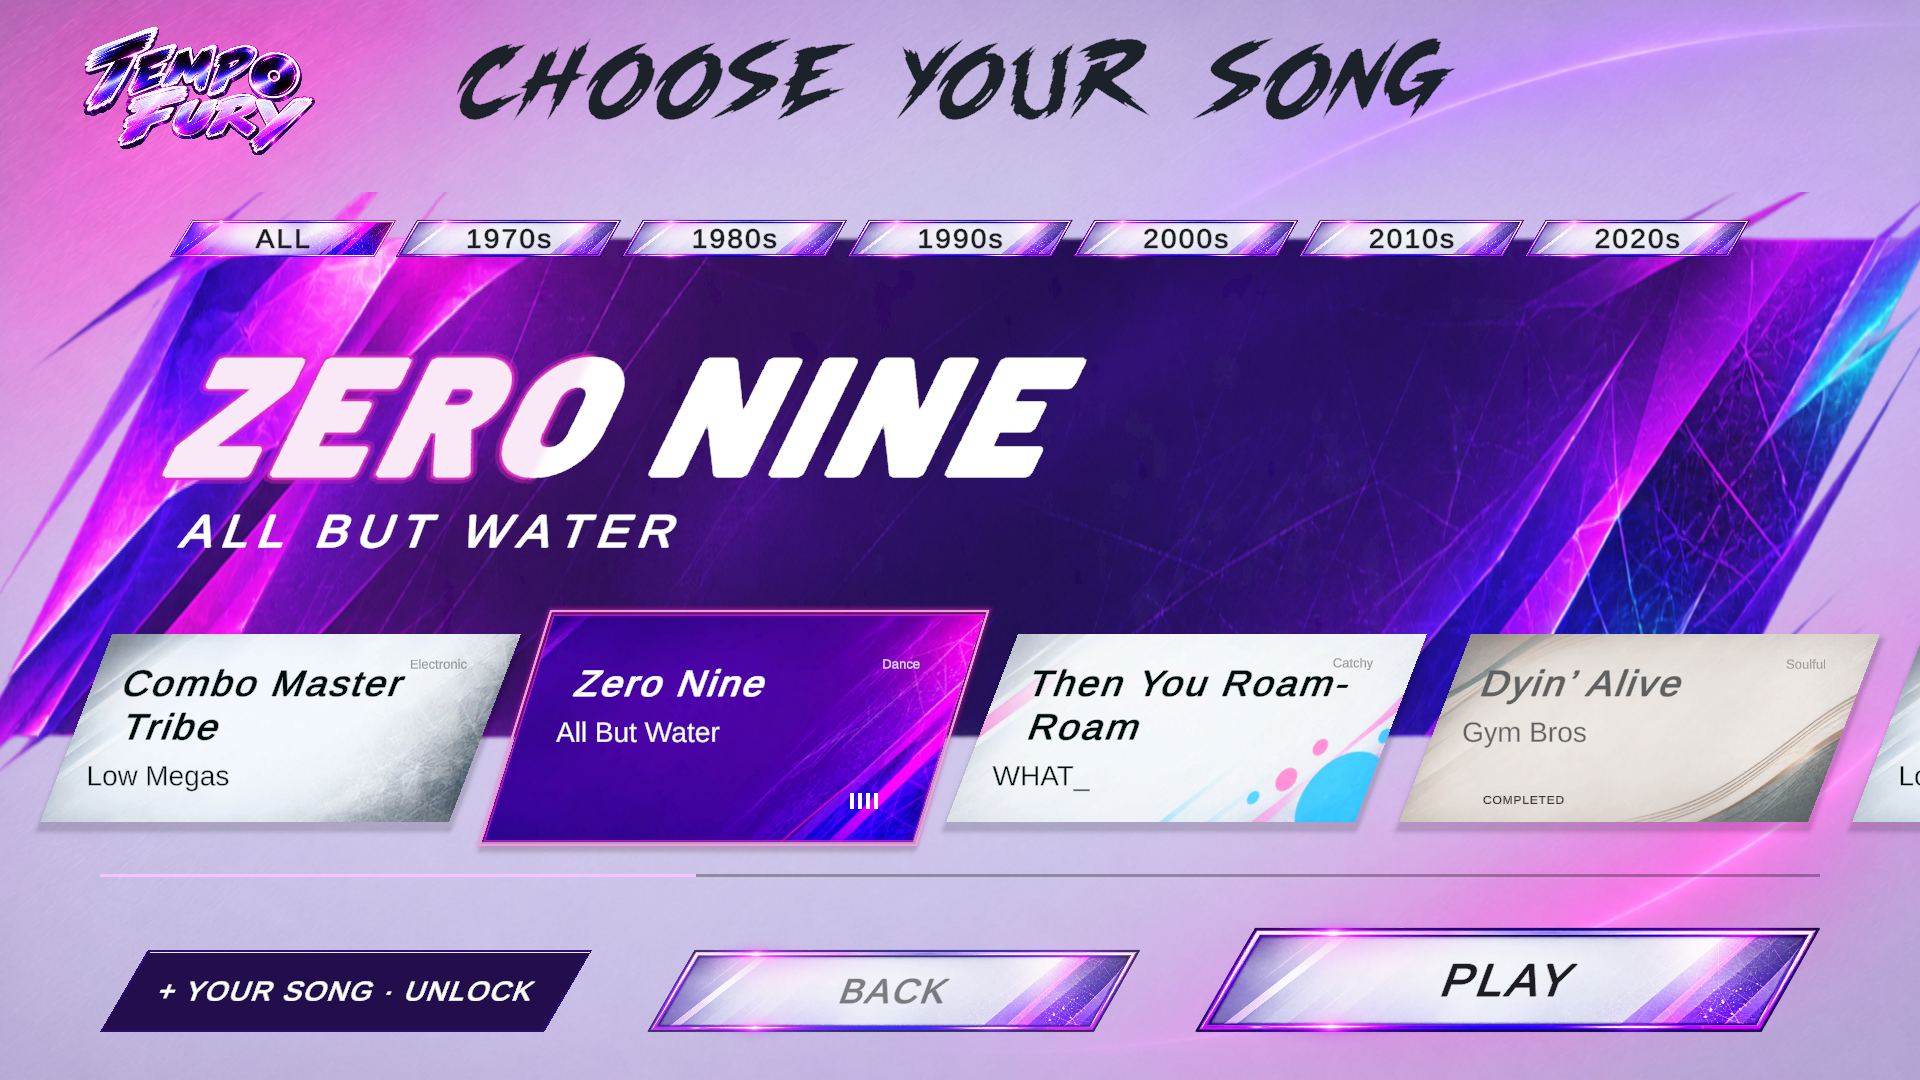 TEMPO
FURY
CHOOSE YOUR SONG
ALL
1970s
1980s
1990s
2000s
2010s
2020s
ZERO NINE
ALL BUT WATER
Combo Master
Tribe
Electronic
Low Megas
Zero Nine
Dance
All But Water
Then You Roam-
Roam
Catchy
WHAT_
Dyin’ Alive
Soulful
Gym Bros
COMPLETED
+ YOUR SONG · UNLOCK
BACK
PLAY